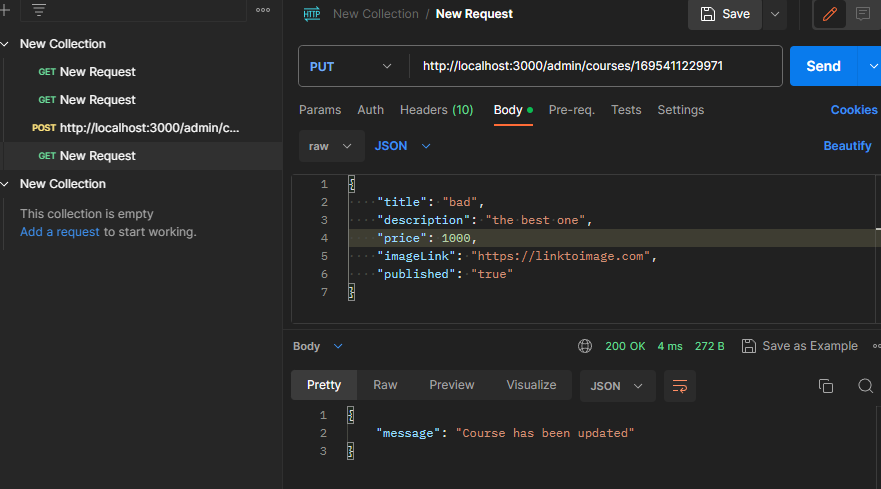 New Collection / New Request
Save
New Collection
GET New Request
GET New Request
POST http://localhost:3000/admin/c...
GET New Request
New Collection
This collection is empty
Add a request to start working.
PUT
http://localhost:3000/admin/courses/1695411229971
Send
Params Auth Headers (10) Body Pre-req. Tests Settings Cookies
raw JSON Beautify
1 {
2 "title": "bad",
3 "description": "the best one",
4 "price": 1000,
5 "imageLink": "https://linktoimage.com",
6 "published": "true"
7 }
Body 200 OK 4 ms 272 B Save as Example
Pretty Raw Preview Visualize JSON
1 {
2 "message": "Course has been updated"
3 }